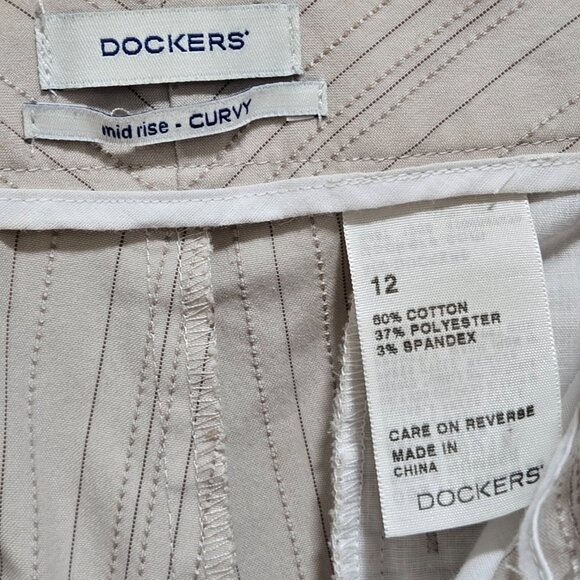 DOCKERS
mid rise - CURVY
12
60% COTTON
37% POLYESTER
3% SPANDEX
CARE ON REVERSE
MADE IN
CHINA
DOCKERS